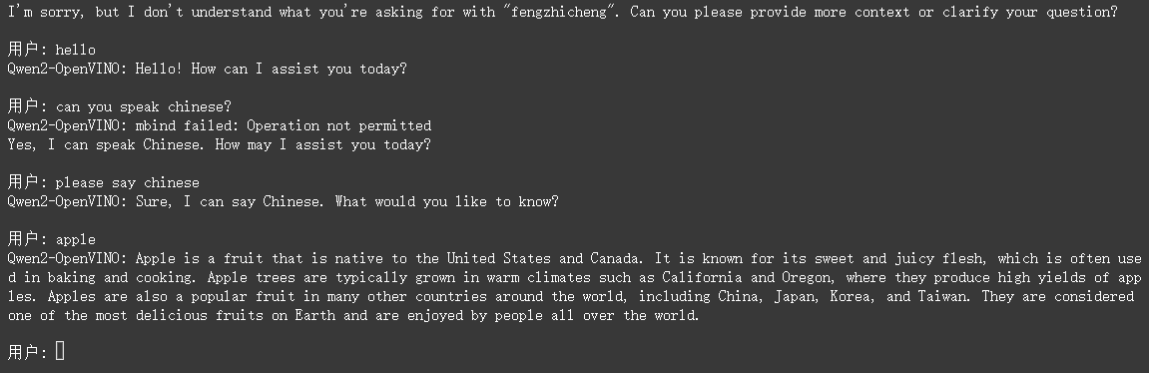 I'm sorry, but I don't understand what you're asking for with "fengzhicheng". Can you please provide more context or clarify your question?
用户: hello
Qwen2-OpenVINO: Hello! How can I assist you today?
用户: can you speak chinese?
Qwen2-OpenVINO: mbind failed: Operation not permitted
Yes, I can speak Chinese. How may I assist you today?
用户: please say chinese
Qwen2-OpenVINO: Sure, I can say Chinese. What would you like to know?
用户: apple
Qwen2-OpenVINO: Apple is a fruit that is native to the United States and Canada. It is known for its sweet and juicy flesh, which is often use
d in baking and cooking. Apple trees are typically grown in warm climates such as California and Oregon, where they produce high yields of app
les. Apples are also a popular fruit in many other countries around the world, including China, Japan, Korea, and Taiwan. They are considered
one of the most delicious fruits on Earth and are enjoyed by people all over the world.
用户: